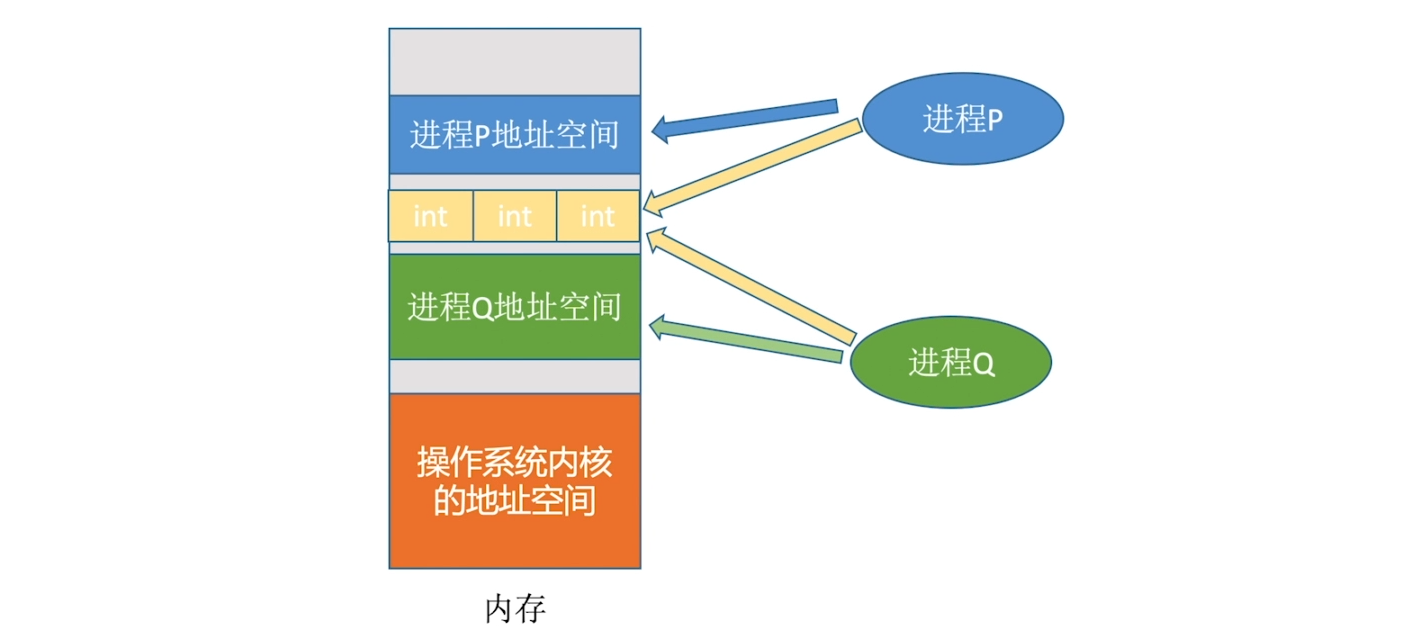 进程P地址空间
进程P
int int int
进程Q地址空间
进程Q
操作系统内核
的地址空间
内存